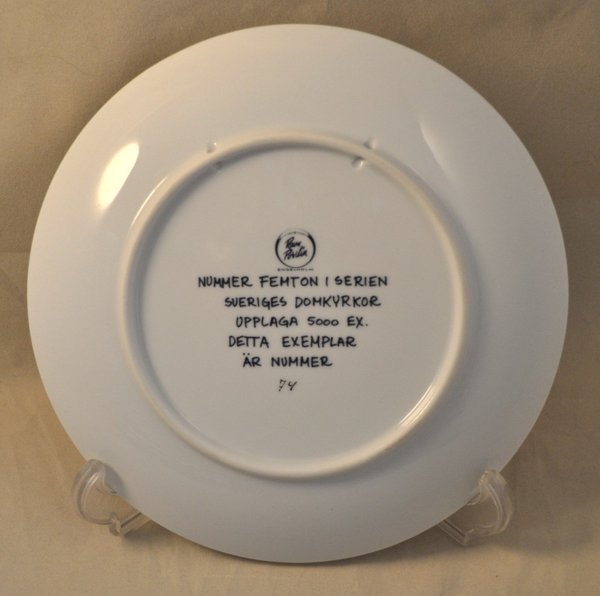 NUMMER FEMTON I SERIEN
SVERIGES DOMKYRKOR
UPPLAGA 5000 EX.
DETTA EXEMPLAR
ÄR NUMMER
74